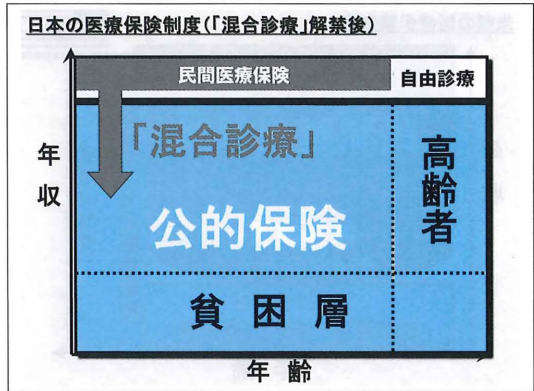 日本の医療保険制度(「混合診療」解禁後)
民間医療保険
自由診療
「混合診療」
年収
公的保険
高齢者
貧困層
年齢